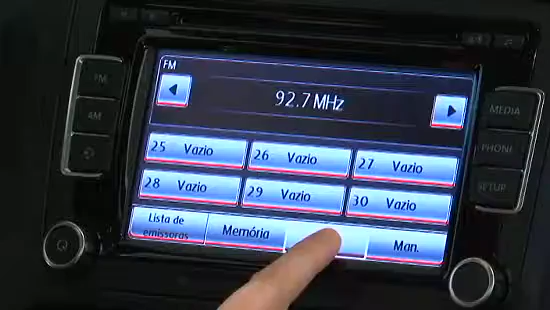 FM
92.7 MHz
FM
AM
MEDIA
PHONE
SETUP
25 Vazio
26 Vazio
27 Vazio
28 Vazio
29 Vazio
30 Vazio
Lista de
emissoras
Memória
Man.